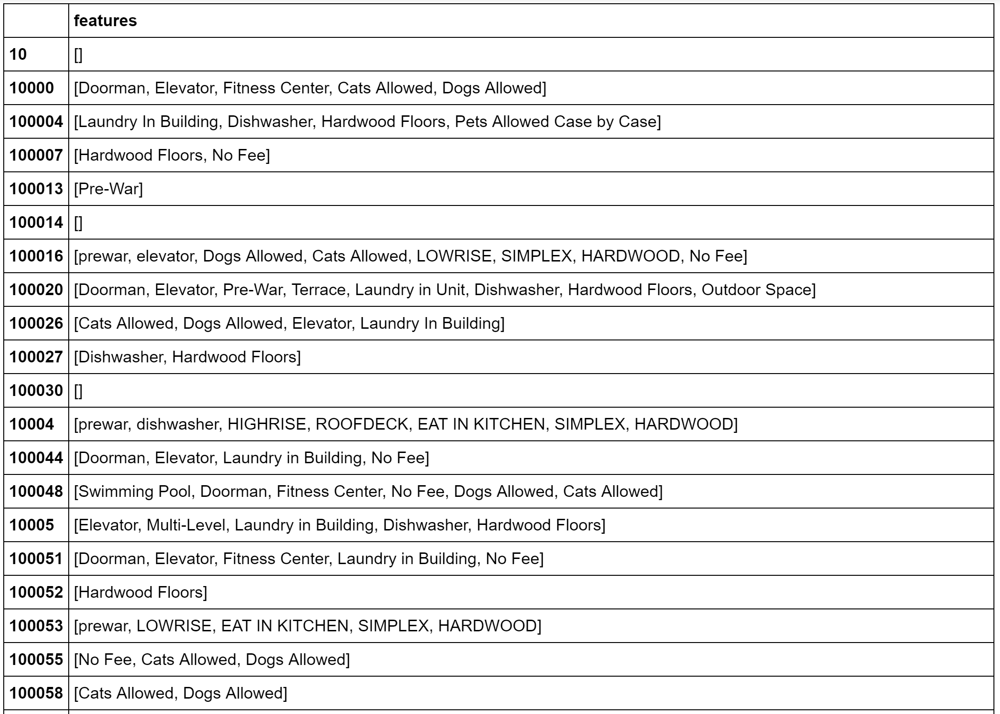 features
10 []
10000 [Doorman, Elevator, Fitness Center, Cats Allowed, Dogs Allowed]
100004 [Laundry In Building, Dishwasher, Hardwood Floors, Pets Allowed Case by Case]
100007 [Hardwood Floors, No Fee]
100013 [Pre-War]
100014 []
100016 [prewar, elevator, Dogs Allowed, Cats Allowed, LOWRISE, SIMPLEX, HARDWOOD, No Fee]
100020 [Doorman, Elevator, Pre-War, Terrace, Laundry in Unit, Dishwasher, Hardwood Floors, Outdoor Space]
100026 [Cats Allowed, Dogs Allowed, Elevator, Laundry In Building]
100027 [Dishwasher, Hardwood Floors]
100030 []
10004 [prewar, dishwasher, HIGHRISE, ROOFDECK, EAT IN KITCHEN, SIMPLEX, HARDWOOD]
100044 [Doorman, Elevator, Laundry in Building, No Fee]
100048 [Swimming Pool, Doorman, Fitness Center, No Fee, Dogs Allowed, Cats Allowed]
10005 [Elevator, Multi-Level, Laundry in Building, Dishwasher, Hardwood Floors]
100051 [Doorman, Elevator, Fitness Center, Laundry in Building, No Fee]
100052 [Hardwood Floors]
100053 [prewar, LOWRISE, EAT IN KITCHEN, SIMPLEX, HARDWOOD]
100055 [No Fee, Cats Allowed, Dogs Allowed]
100058 [Cats Allowed, Dogs Allowed]